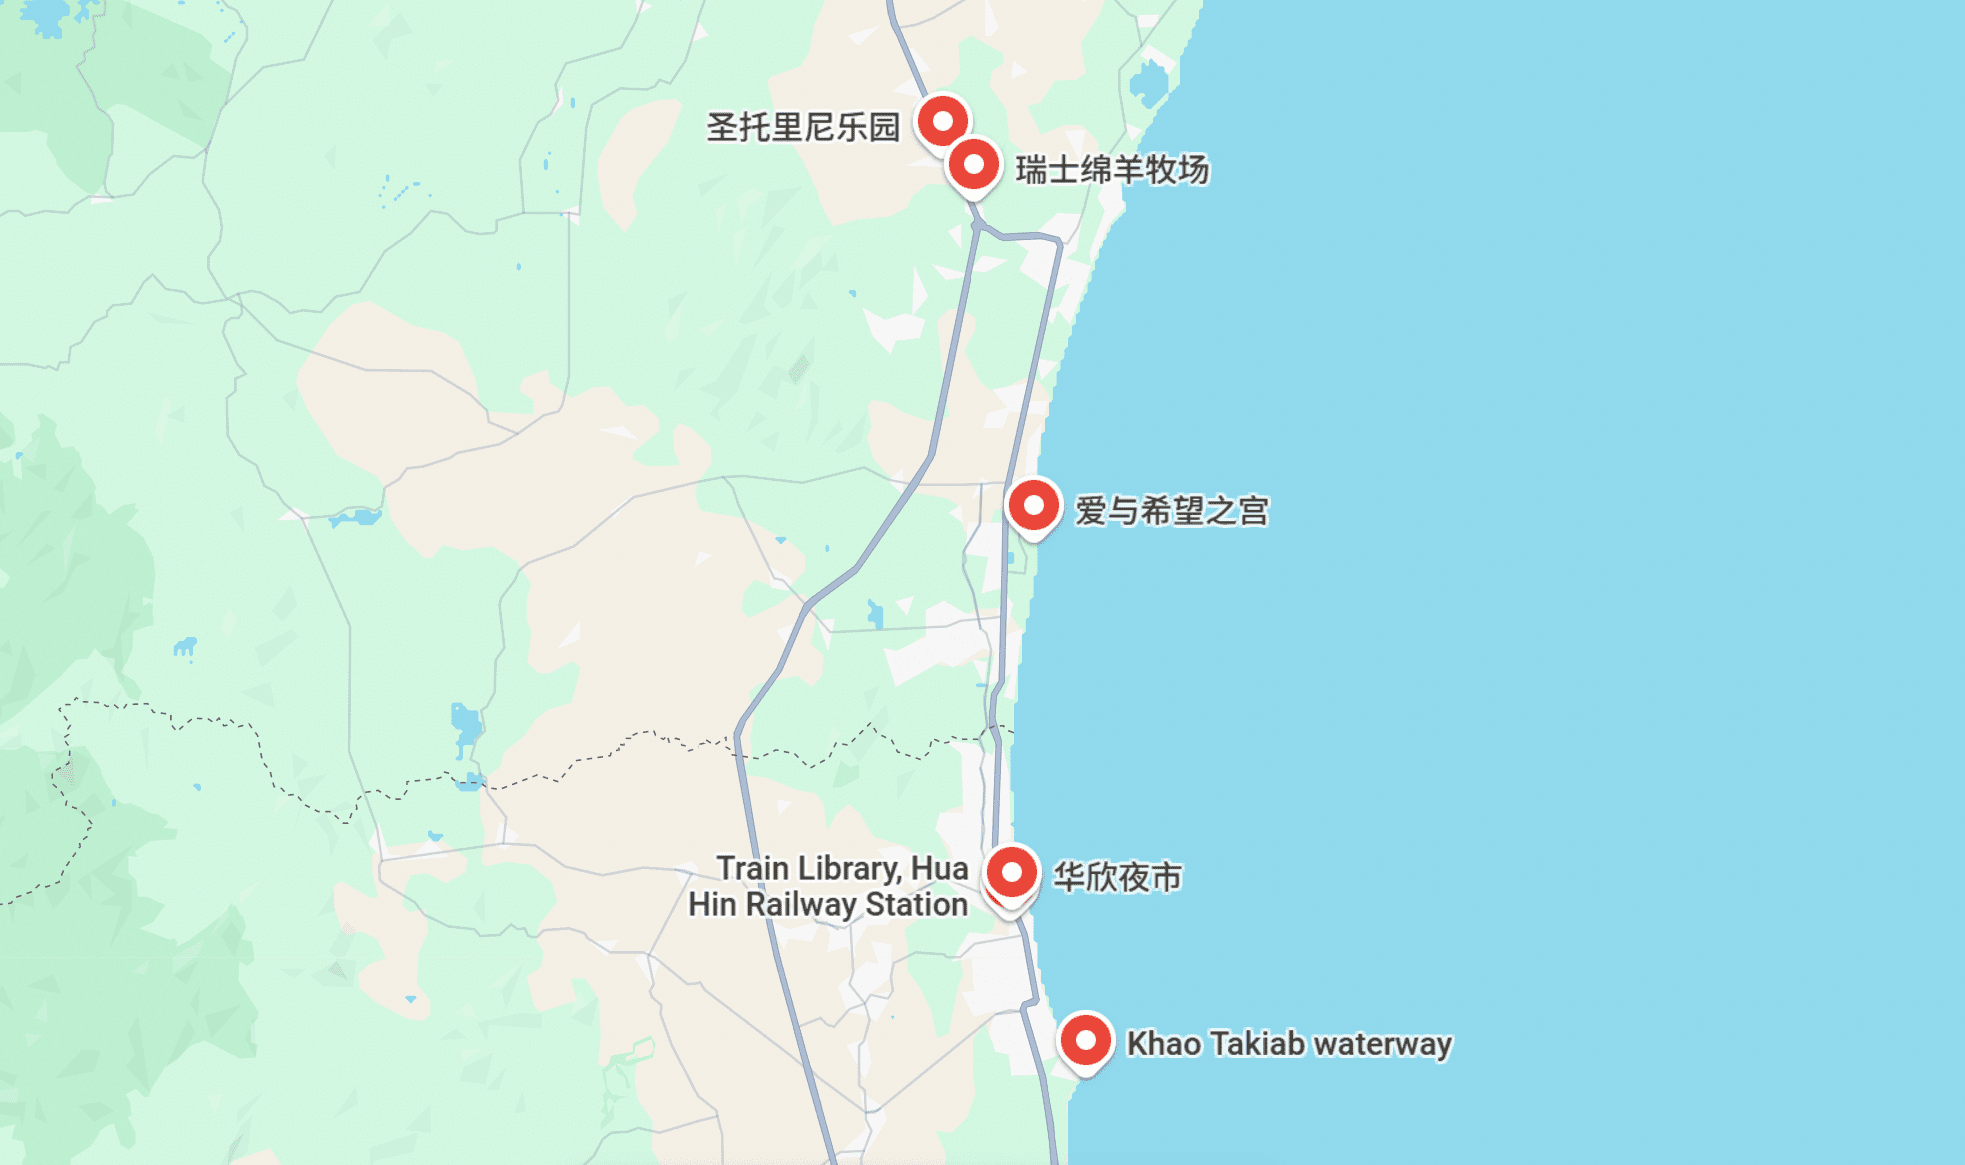 圣托里尼乐园
瑞士绵羊牧场
爱与希望之宫
Train Library, Hua
Hin Railway Station
华欣夜市
Khao Takiab waterway